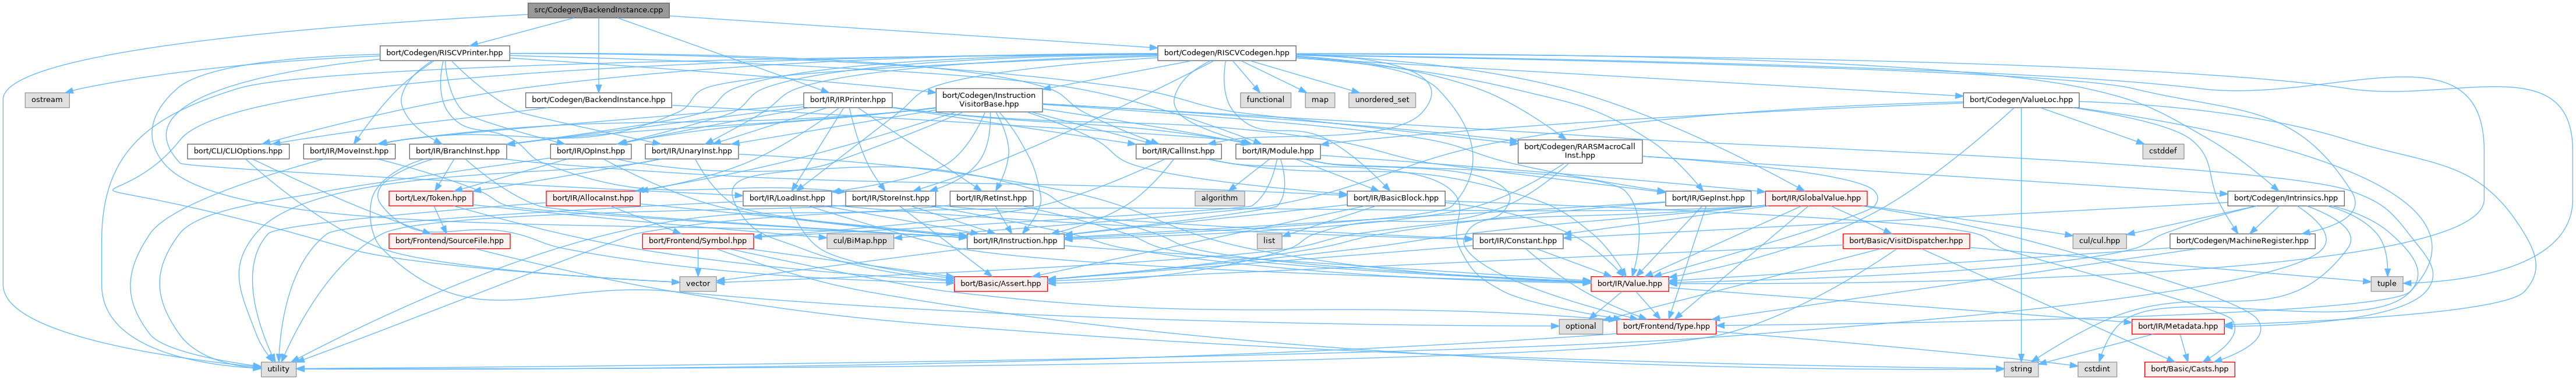 src/Codegen/BackendInstance.cpp
bort/Codegen/RISCVPrinter.hpp
bort/Codegen/RISCVCodegen.hpp
ostream
bort/Codegen/BackendInstance.hpp
bort/IR/IRPrinter.hpp
bort/Codegen/Instruction
VisitorBase.hpp
functional
map
unordered_set
bort/Codegen/ValueLoc.hpp
bort/CLI/CLIOptions.hpp
bort/IR/MoveInst.hpp
bort/IR/BranchInst.hpp
bort/IR/OpInst.hpp
bort/IR/UnaryInst.hpp
bort/IR/CallInst.hpp
bort/IR/Module.hpp
bort/Codegen/RARSMacroCall
Inst.hpp
cstddef
bort/Lex/Token.hpp
bort/IR/AllocaInst.hpp
bort/IR/LoadInst.hpp
bort/IR/StoreInst.hpp
bort/IR/RetInst.hpp
algorithm
bort/IR/BasicBlock.hpp
bort/IR/GepInst.hpp
bort/IR/GlobalValue.hpp
bort/Codegen/Intrinsics.hpp
bort/Frontend/SourceFile.hpp
bort/Frontend/Symbol.hpp
cul/BiMap.hpp
bort/IR/Instruction.hpp
list
bort/IR/Constant.hpp
bort/Basic/VisitDispatcher.hpp
cul/cul.hpp
bort/Codegen/MachineRegister.hpp
vector
bort/Basic/Assert.hpp
bort/IR/Value.hpp
tuple
optional
bort/Frontend/Type.hpp
bort/IR/Metadata.hpp
utility
string
cstdint
bort/Basic/Casts.hpp